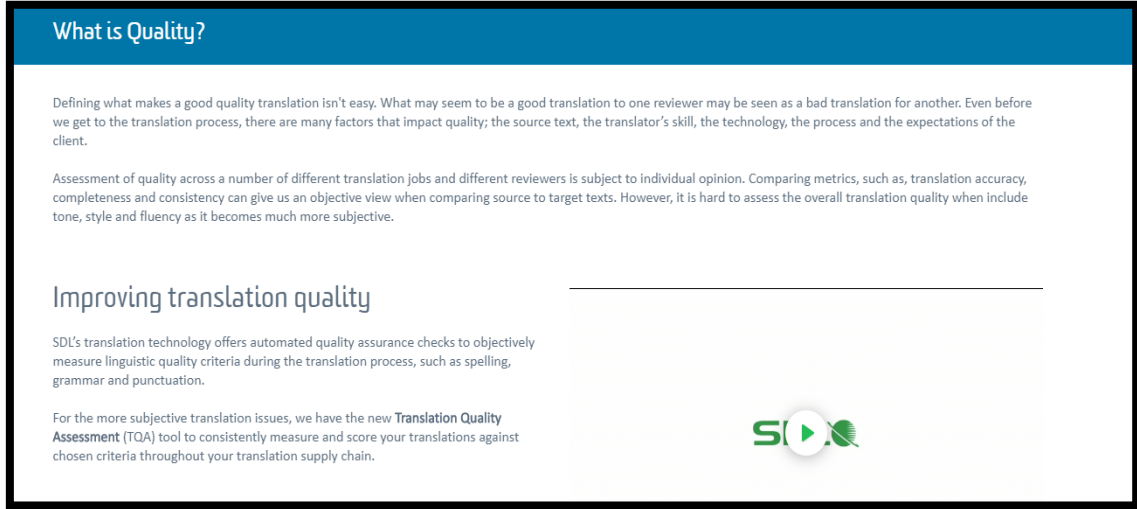 What is Quality?
Defining what makes a good quality translation isn't easy. What may seem to be a good translation to one reviewer may be seen as a bad translation for another. Even before
we get to the translation process, there are many factors that impact quality; the source text, the translator's skill, the technology, the process and the expectations of the
client.
Assessment of quality across a number of different translation jobs and different reviewers is subject to individual opinion. Comparing metrics, such as, translation accuracy,
completeness and consistency can give us an objective view when comparing source to target texts. However, it is hard to assess the overall translation quality when include
tone, style and fluency as it becomes much more subjective.
Improving translation quality
SDL's translation technology offers automated quality assurance checks to objectively
measure linguistic quality criteria during the translation process, such as spelling,
grammar and punctuation.
For the more subjective translation issues, we have the new Translation Quality
Assessment (TQA) tool to consistently measure and score your translations against
chosen criteria throughout your translation supply chain.